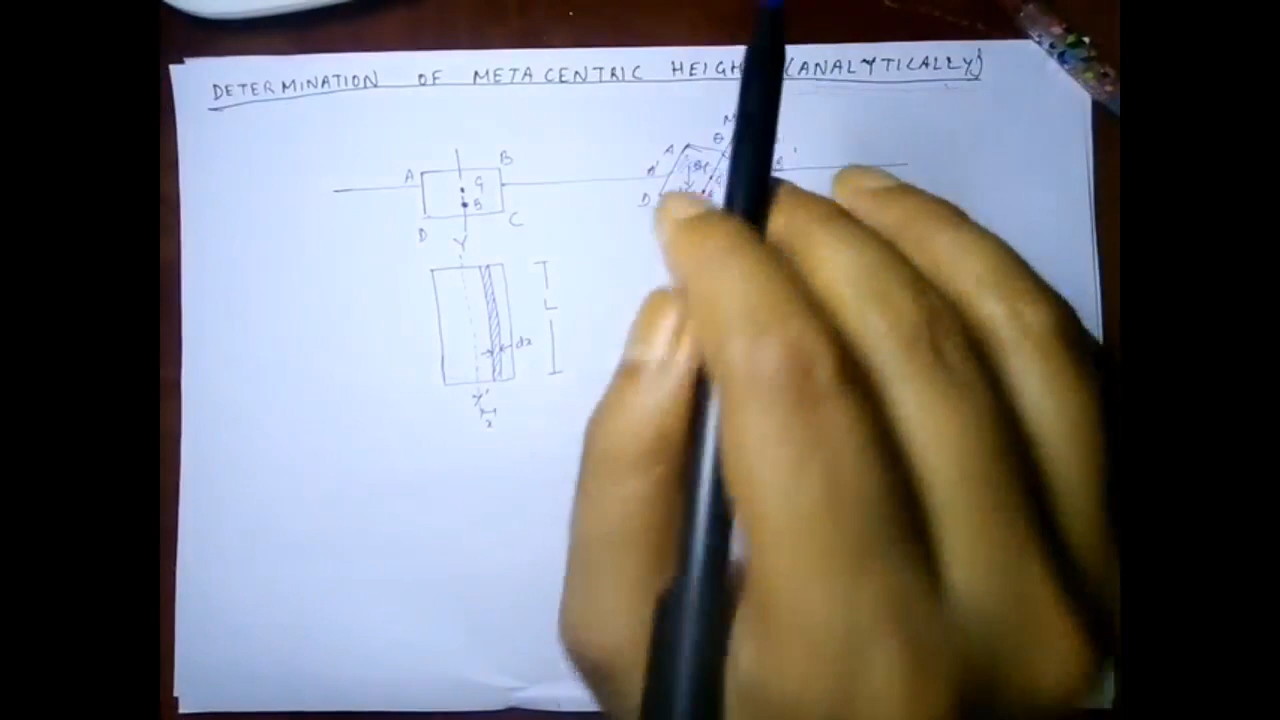 DETERMINATION OF METACENTRIC HEIGH (ANALYTICALLY)
M
A B
G
B
D C
A θ
A'
D
G
Y
L
dx
Y'
x